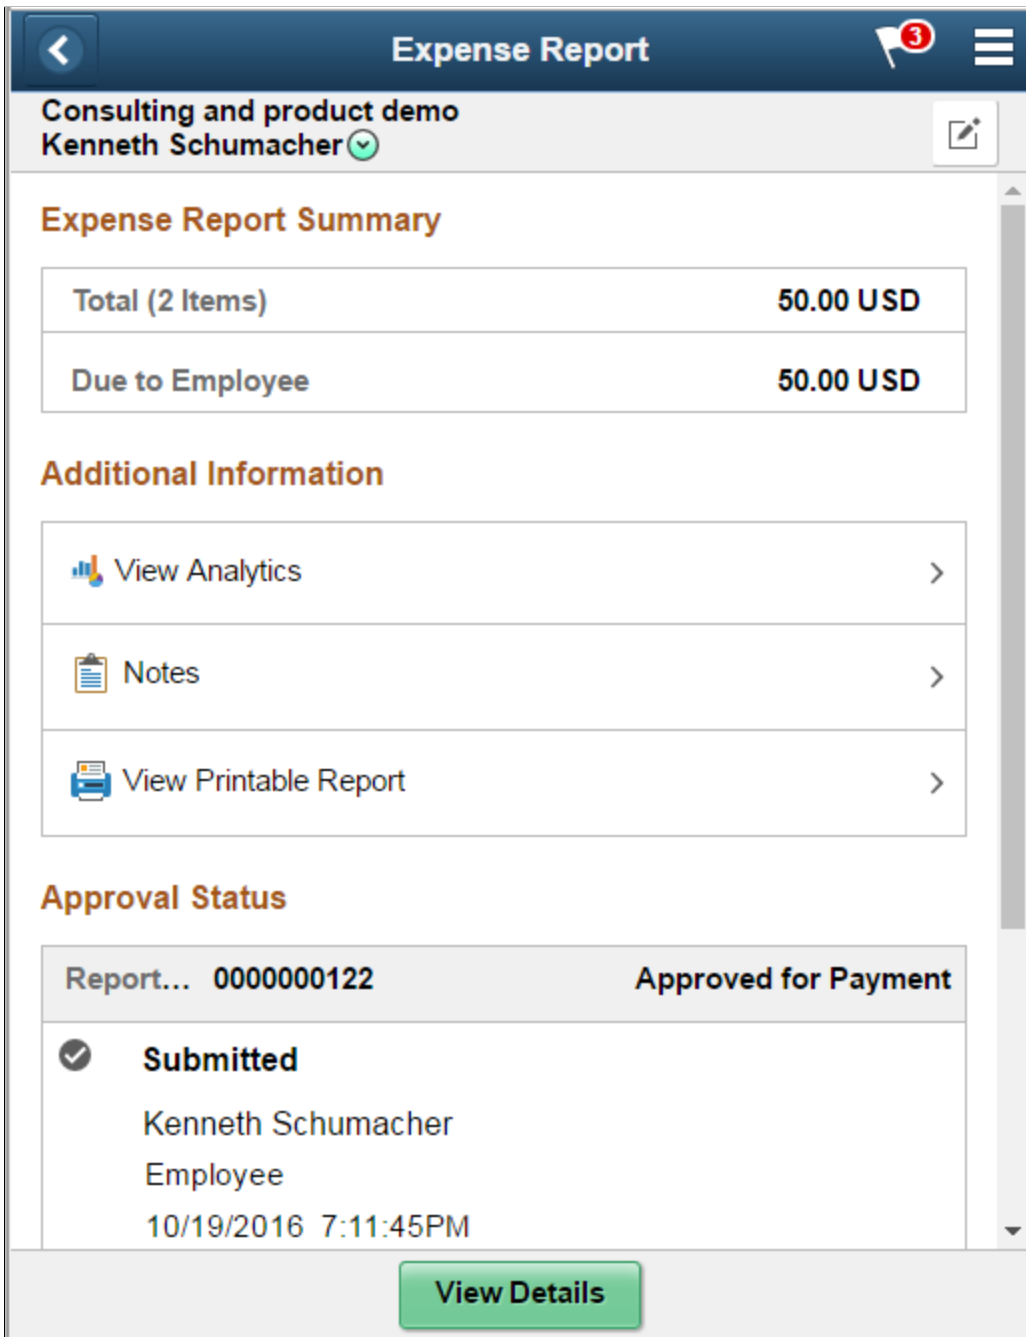 Expense Report
3
Consulting and product demo
Kenneth Schumacher
Expense Report Summary
Total (2 Items) 50.00 USD
Due to Employee 50.00 USD
Additional Information
View Analytics
Notes
View Printable Report
Approval Status
Report... 0000000122 Approved for Payment
Submitted
Kenneth Schumacher
Employee
10/19/2016 7:11:45PM
View Details